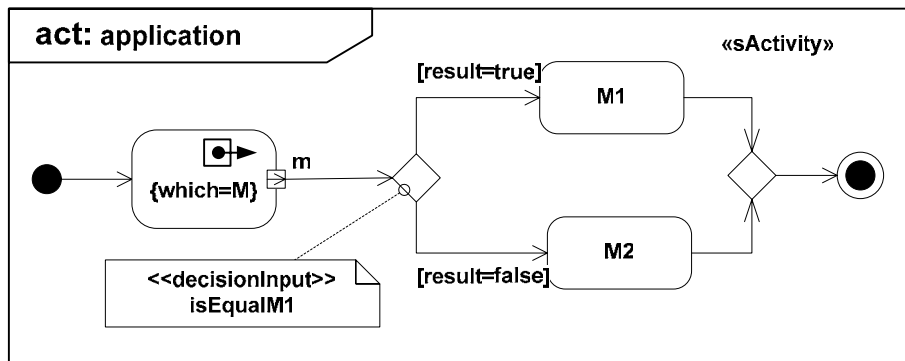 act: application
«sActivity»
[result=true]
M1
m
{which=M}
M2
[result=false]
<<decisionInput>>
isEqualM1